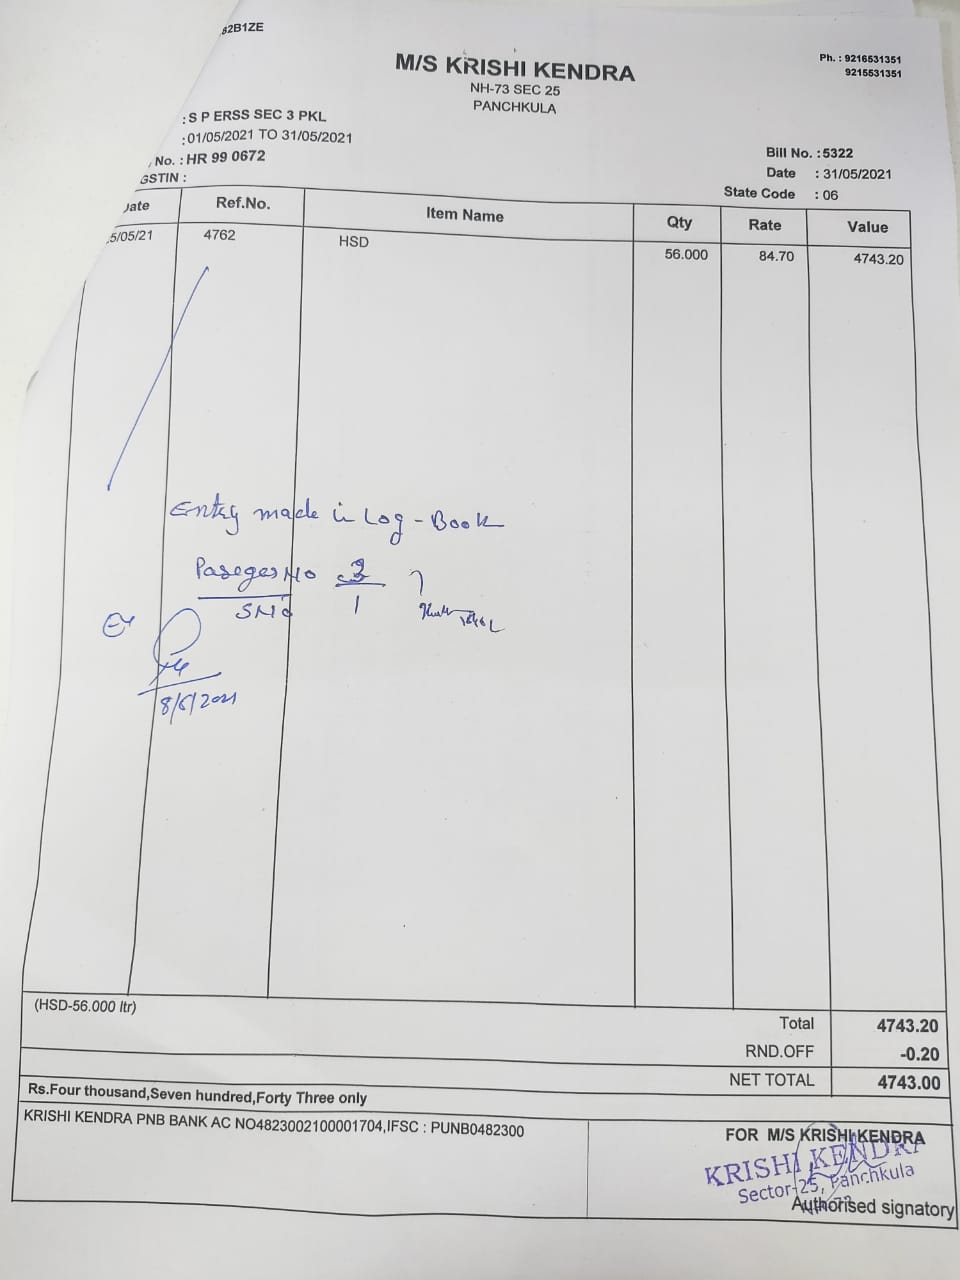 82B1ZE
M/S KRISHI KENDRA
NH-73 SEC 25
PANCHKULA
Ph. : 9216531351
9215531351
:S P ERSS SEC 3 PKL
:01/05/2021 TO 31/05/2021
No. : HR 99 0672
GSTIN :
Bill No. :5322
Date : 31/05/2021
State Code : 06
Date Ref.No. Item Name Qty Rate Value
5/05/21 4762 HSD 56.000 84.70 4743.20
Entry made in Log-Book
No 3
SNo 1
8/6/2021
(HSD-56.000 ltr)
Total 4743.20
RND.OFF -0.20
NET TOTAL 4743.00
Rs.Four thousand,Seven hundred,Forty Three only
KRISHI KENDRA PNB BANK AC NO4823002100001704,IFSC : PUNB0482300
FOR M/S KRISHI KENDRA
KRISHI KENDRA
Sector-25, Panchkula
Authorised signatory